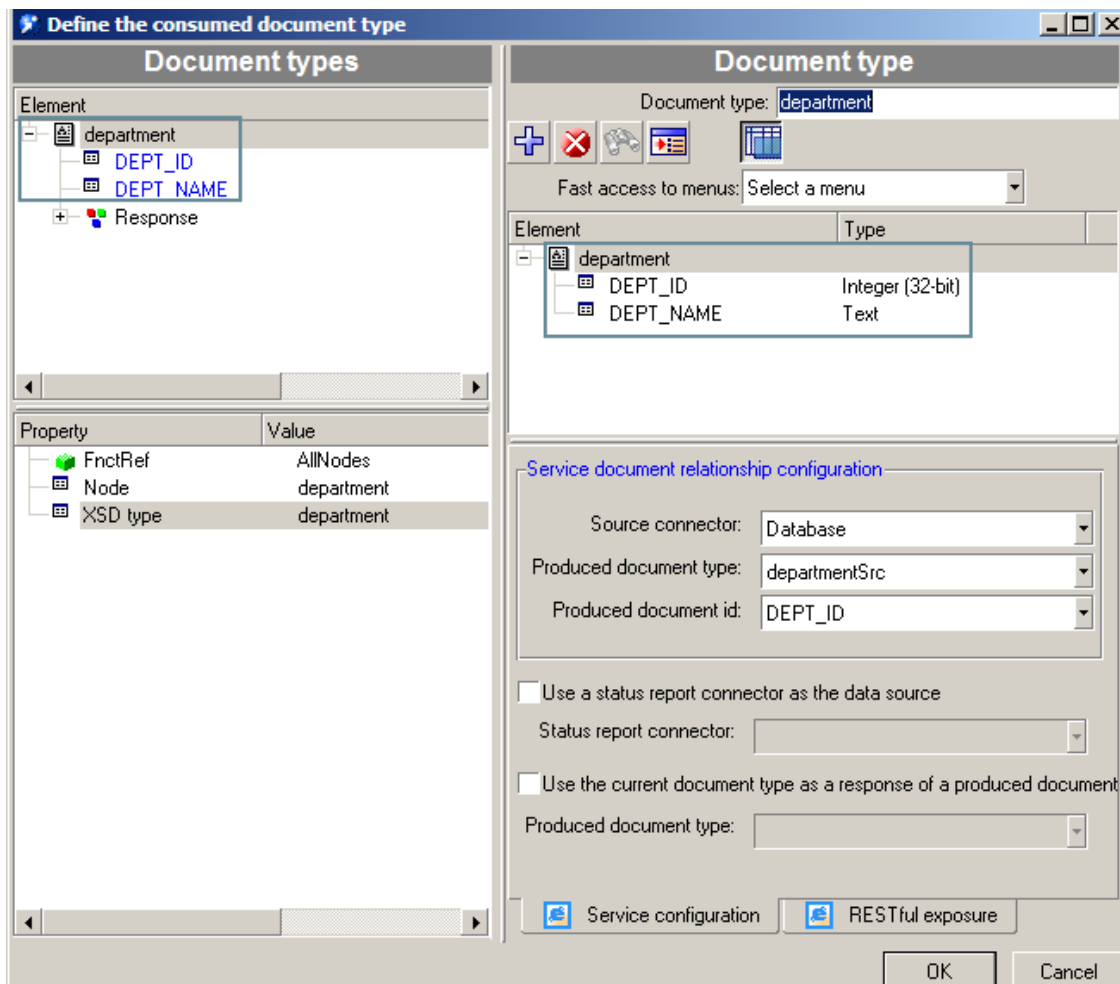 Define the consumed document type
Document types
Element
department
DEPT_ID
DEPT_NAME
Response
Property Value
FnctRef AllNodes
Node department
XSD type department
Document type
Document type: department
Fast access to menus: Select a menu
Element Type
department
DEPT_ID Integer (32-bit)
DEPT_NAME Text
Service document relationship configuration
Source connector: Database
Produced document type: departmentSrc
Produced document id: DEPT_ID
Use a status report connector as the data source
Status report connector:
Use the current document type as a response of a produced document
Produced document type:
Service configuration RESTful exposure
OK Cancel